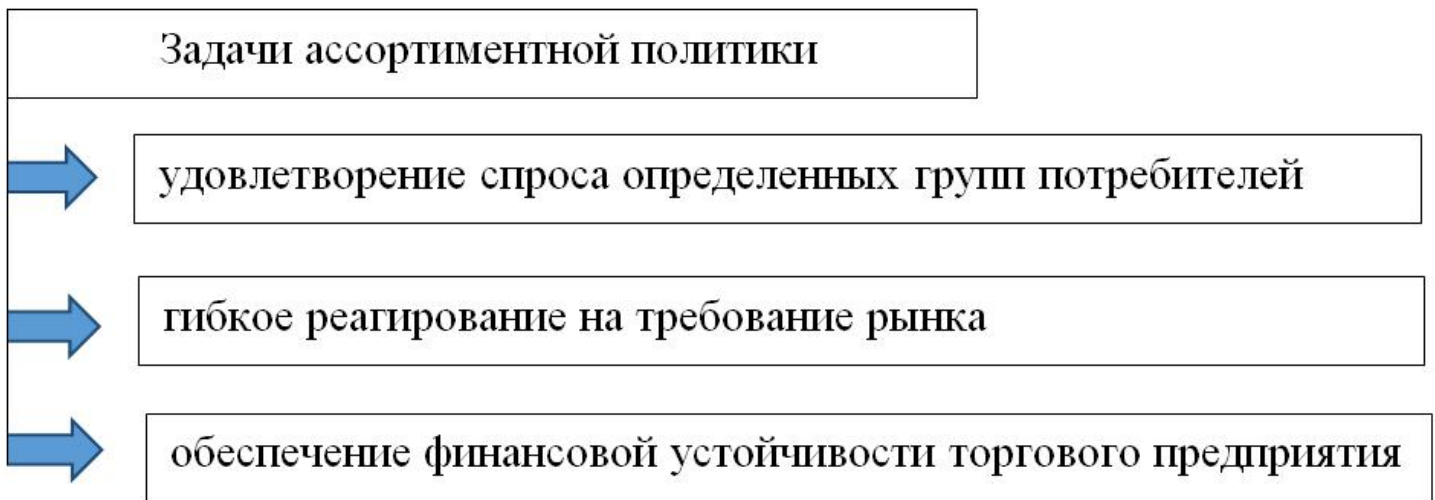 Задачи ассортиментной политики
удовлетворение спроса определенных групп потребителей
гибкое реагирование на требование рынка
обеспечение финансовой устойчивости торгового предприятия